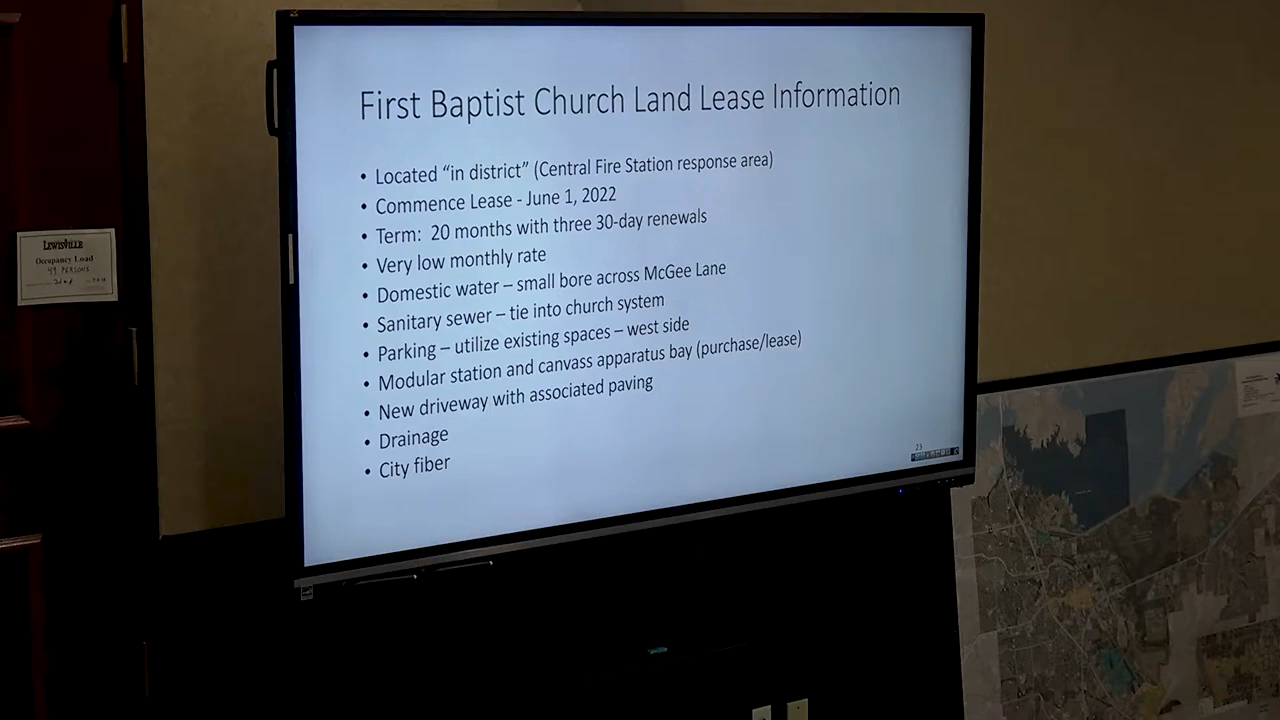 First Baptist Church Land Lease Information
• Located “in district” (Central Fire Station response area)
• Commence Lease - June 1, 2022
• Term: 20 months with three 30-day renewals
• Very low monthly rate
• Domestic water – small bore across McGee Lane
• Sanitary sewer – tie into church system
• Parking – utilize existing spaces – west side
• Modular station and canvass apparatus bay (purchase/lease)
• New driveway with associated paving
• Drainage
• City fiber
23
LEWISVILLE
Occupancy Load
49 PERSONS